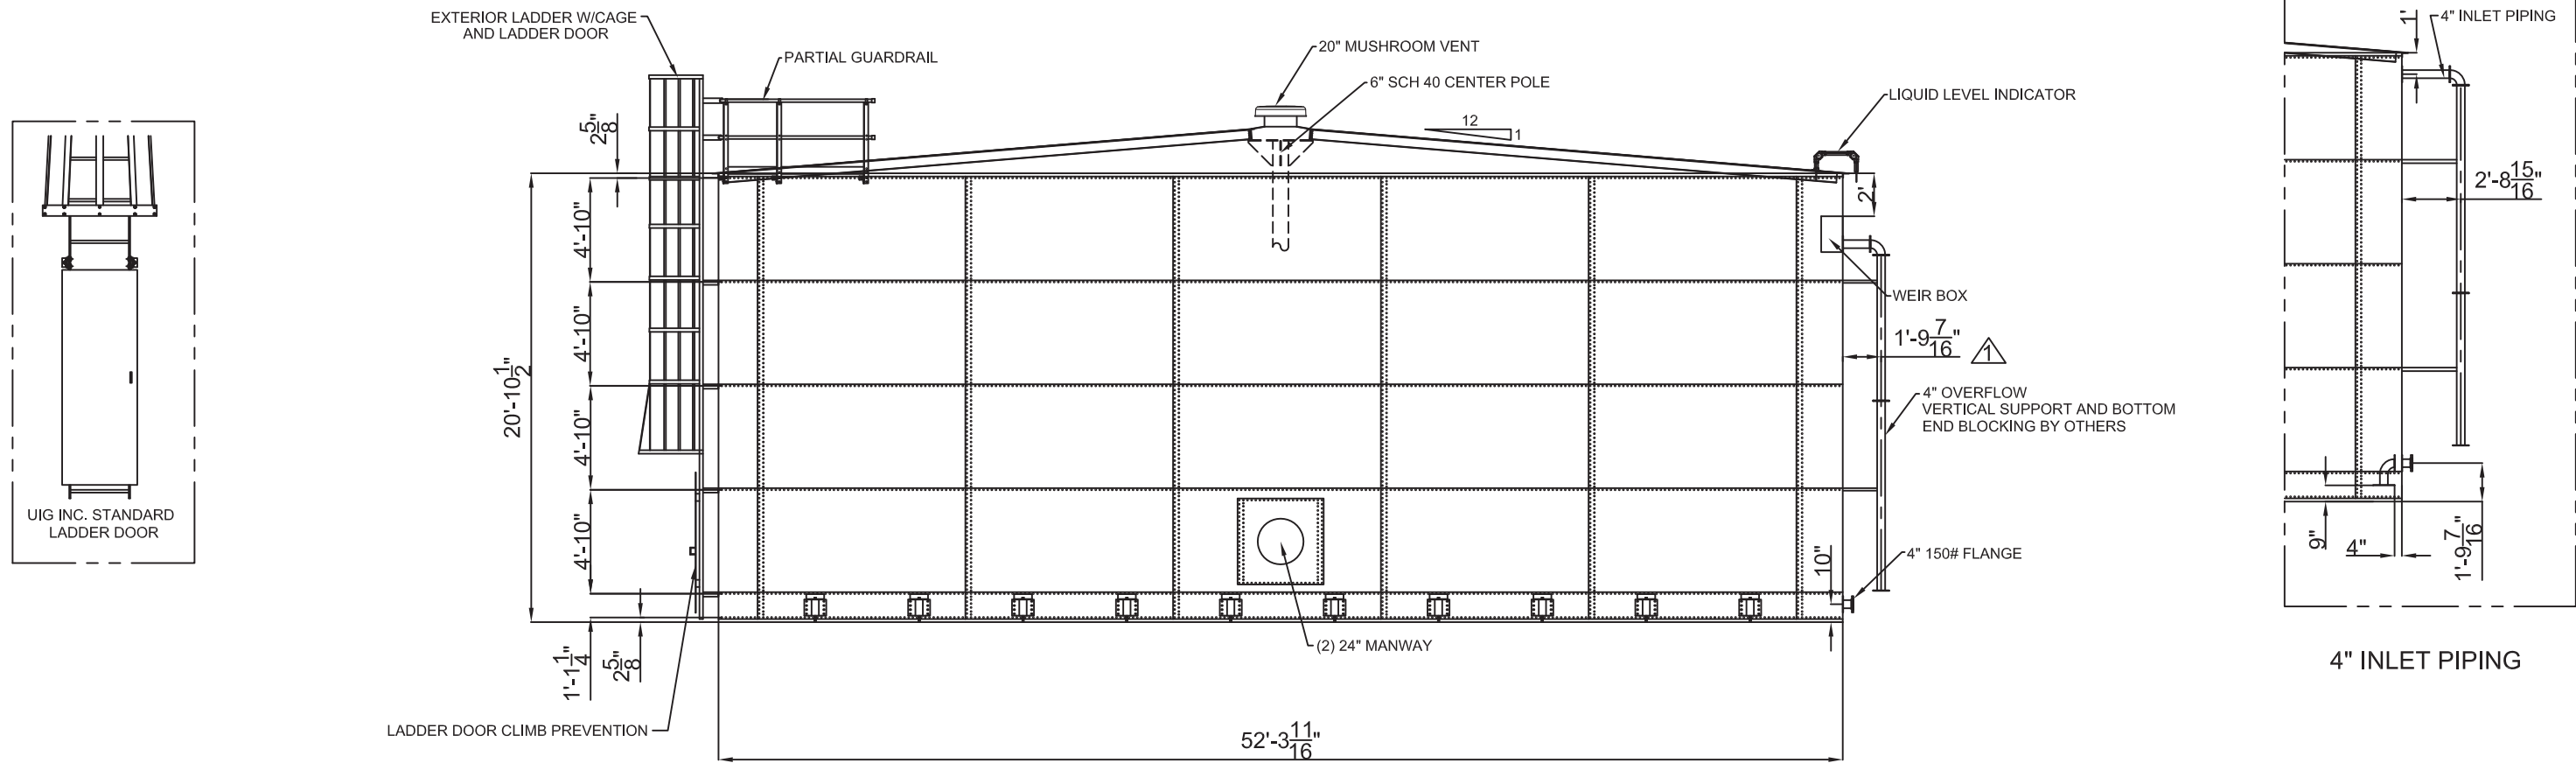 EXTERIOR LADDER W/CAGE
AND LADDER DOOR
PARTIAL GUARDRAIL
20" MUSHROOM VENT
6" SCH 40 CENTER POLE
12
1
LIQUID LEVEL INDICATOR
2'
WEIR BOX
1'-9 7/16"
1
4" OVERFLOW
VERTICAL SUPPORT AND BOTTOM
END BLOCKING BY OTHERS
4" 150# FLANGE
10"
(2) 24" MANWAY
2 5/8"
4'-10"
4'-10"
4'-10"
4'-10"
20'-10 1/2"
1'-1 1/4"
2 5/8"
LADDER DOOR CLIMB PREVENTION
52'-3 11/16"
UIG INC. STANDARD
LADDER DOOR
1'
4" INLET PIPING
2'-8 15/16"
9"
4"
1'-9 7/16"
4" INLET PIPING